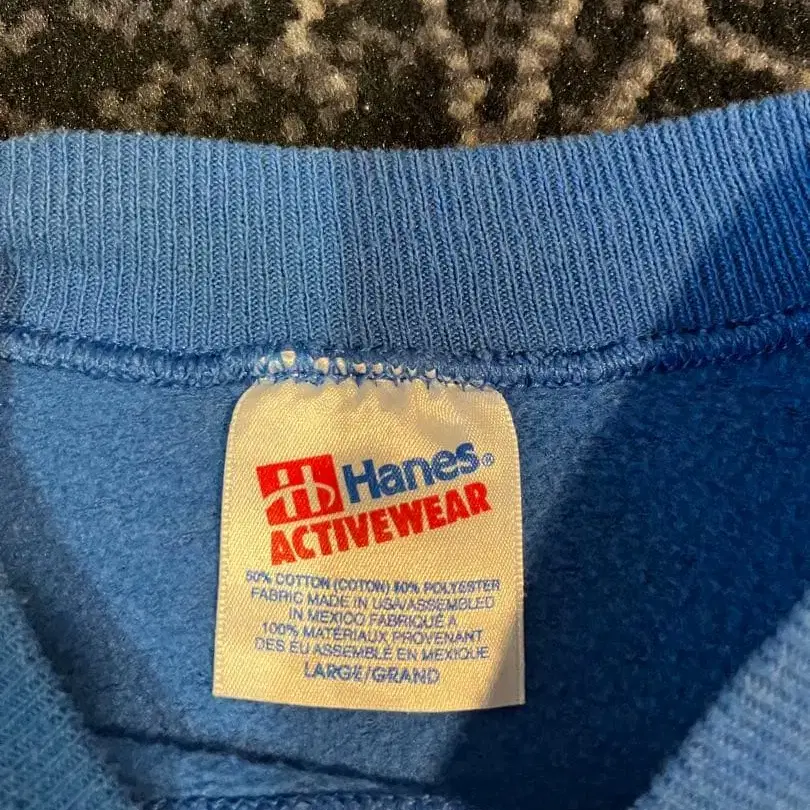 Hanes®
ACTIVEWEAR
50% COTTON (COTON) 50% POLYESTER
FABRIC MADE IN USA/ASSEMBLED
IN MEXICO FABRIQUÉ À
100% MATÉRIAUX PROVENANT
DES EU ASSEMBLE EN MEXIQUE
LARGE/GRAND